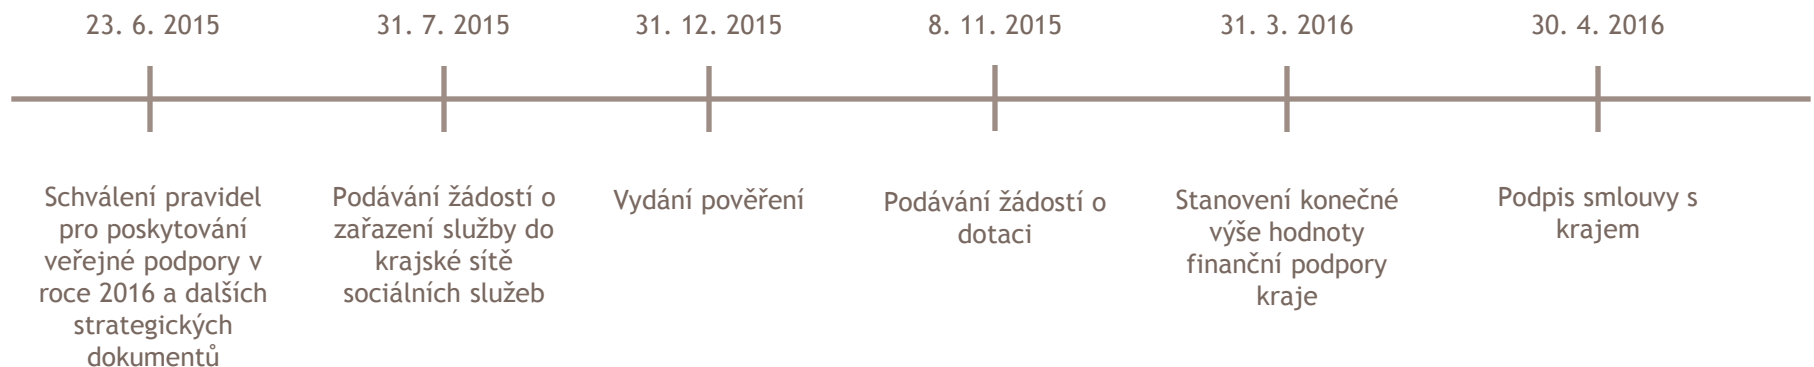 23. 6. 2015
31. 7. 2015
31. 12. 2015
8. 11. 2015
31. 3. 2016
30. 4. 2016
Schválení pravidel
pro poskytování
veřejné podpory v
roce 2016 a dalších
strategických
dokumentů
Podávání žádostí o
zařazení služby do
krajské sítě
sociálních služeb
Vydání pověření
Podávání žádostí o
dotaci
Stanovení konečné
výše hodnoty
finanční podpory
kraje
Podpis smlouvy s
krajem